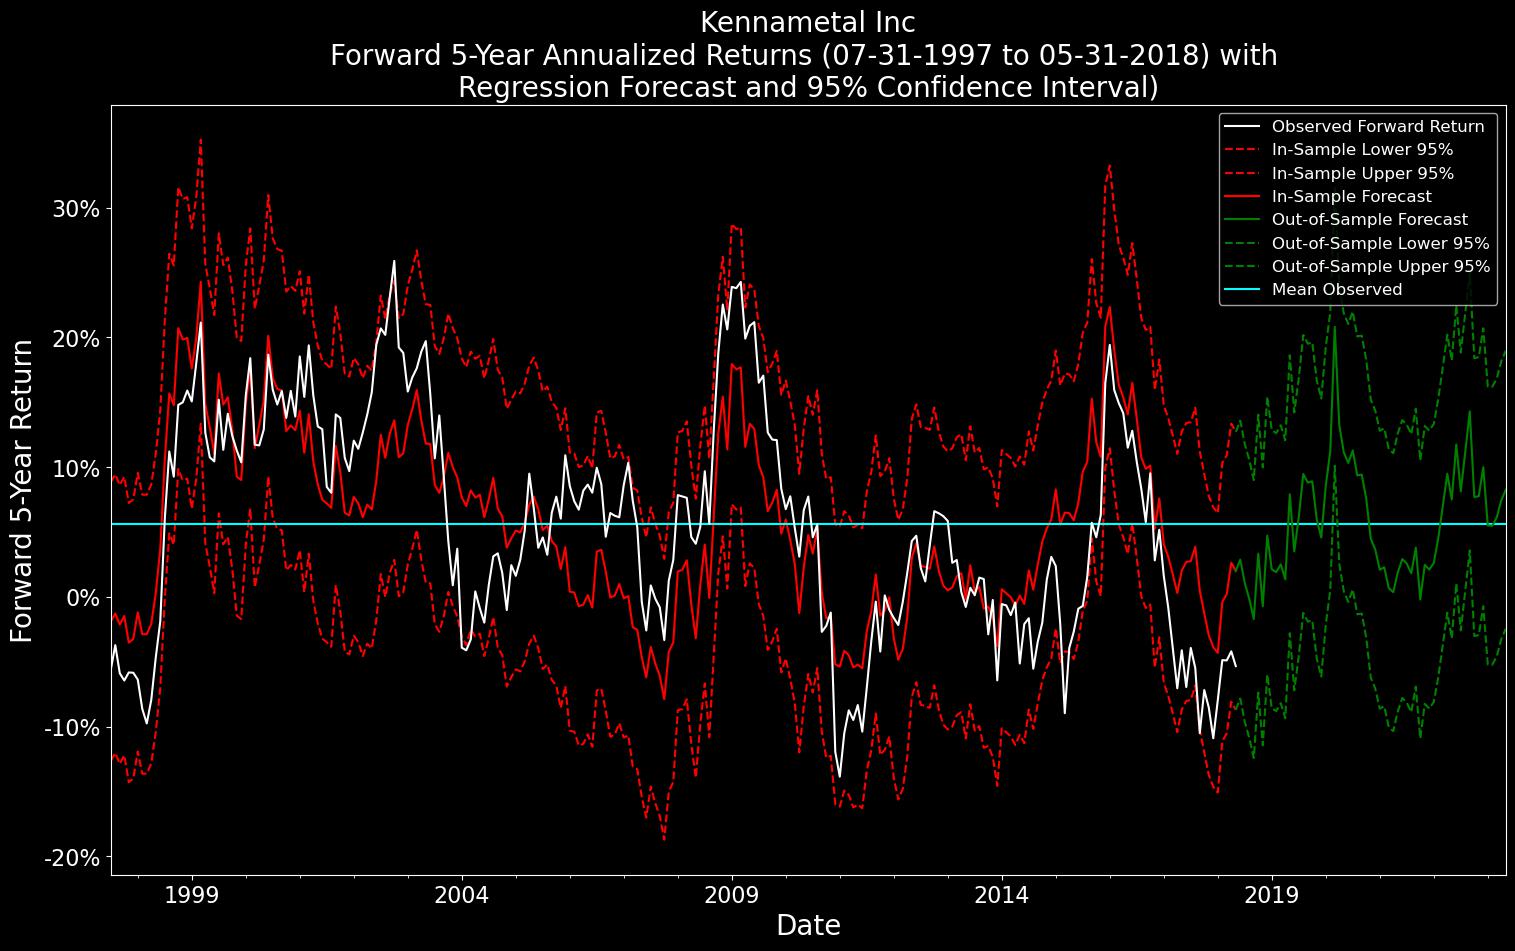 Kennametal Inc
Forward 5-Year Annualized Returns (07-31-1997 to 05-31-2018) with
Regression Forecast and 95% Confidence Interval)
Observed Forward Return
In-Sample Lower 95%
In-Sample Upper 95%
In-Sample Forecast
Out-of-Sample Forecast
Out-of-Sample Lower 95%
Out-of-Sample Upper 95%
Mean Observed
Forward 5-Year Return
30%
20%
10%
0%
-10%
-20%
1999
2004
2009
2014
2019
Date